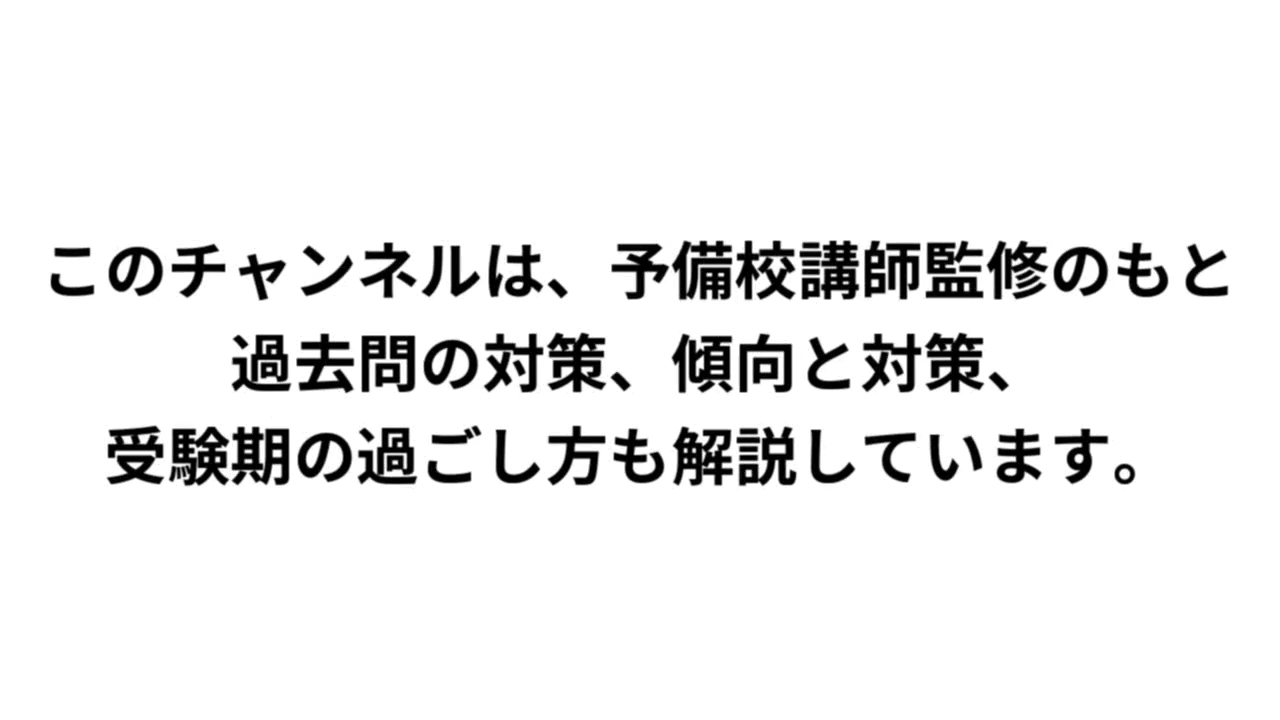 このチャンネルは、予備校講師監修のもと
過去問の対策、傾向と対策、
受験期の過ごし方も解説しています。